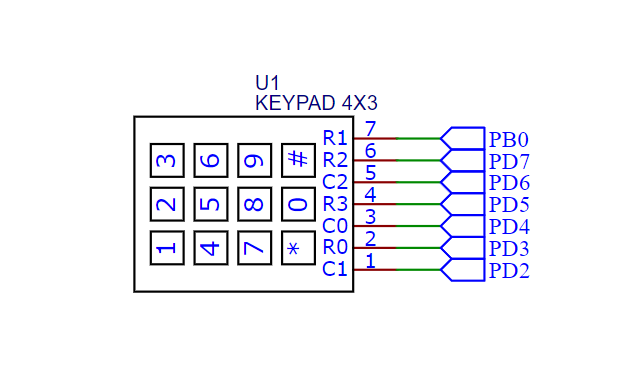 U1
KEYPAD 4X3
3 6 9 #
2 5 8 0
1 4 7 *
R1 7 PB0
R2 6 PD7
C2 5 PD6
R3 4 PD5
C0 3 PD4
R0 2 PD3
C1 1 PD2